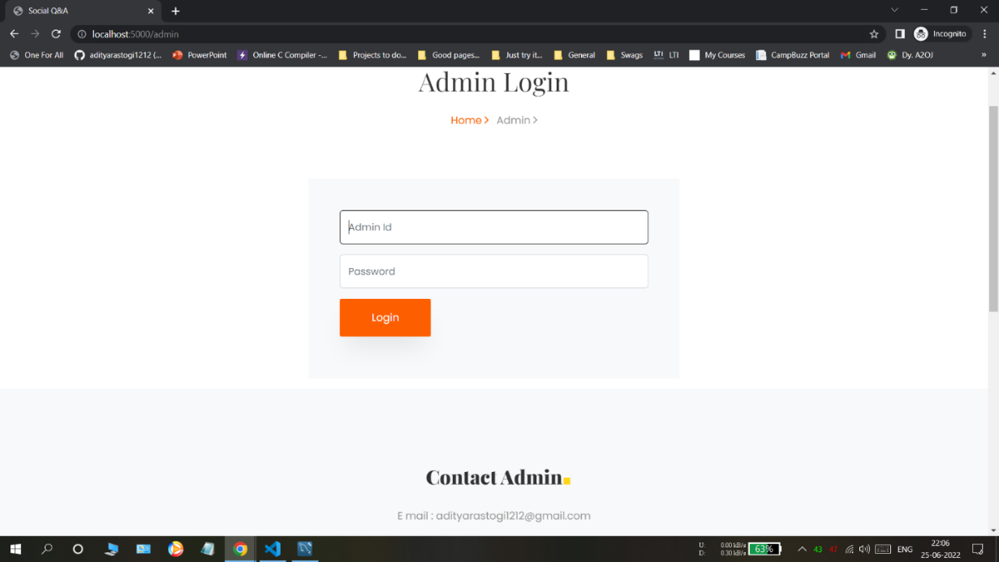 Social Q&A
localhost:5000/admin
Incognito
One For All
adityarastogi1212 (...
PowerPoint
Online C Compiler -...
Projects to do...
Good pages...
Just try it...
General
Swags
LTI LTI
My Courses
CampBuzz Portal
Gmail
Dy. A2OJ
»
Admin Login
Home > Admin >
Admin Id
Password
Login
Contact Admin
E mail : adityarastogi1212@gmail.com
U: 0.00 kB/s
D: 0.30 kB/s
63%
43 47
ENG
22:06
25-06-2022